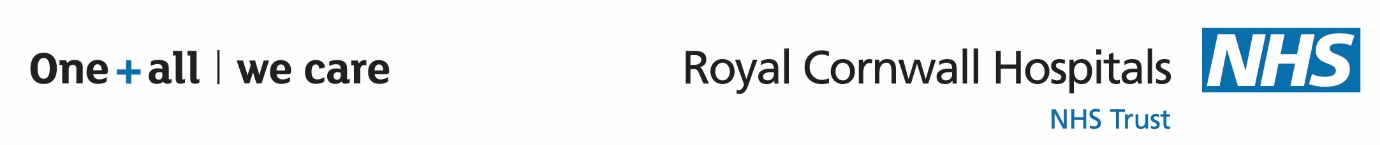 One + all | we care
Royal Cornwall Hospitals NHS
NHS Trust